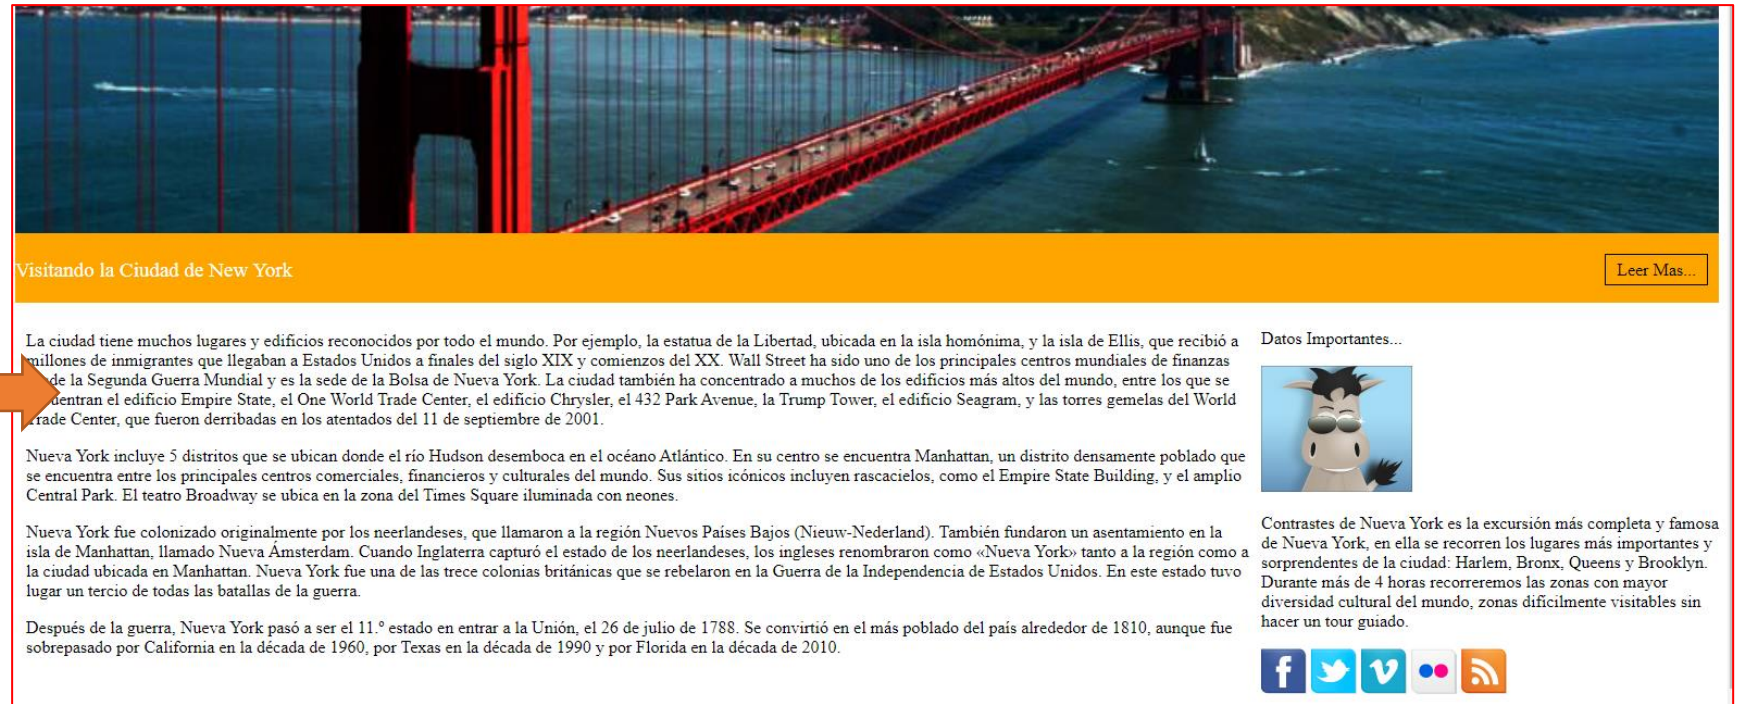 Visitando la Ciudad de New York
Leer Mas...
La ciudad tiene muchos lugares y edificios reconocidos por todo el mundo. Por ejemplo, la estatua de la Libertad, ubicada en la isla homónima, y la isla de Ellis, que recibió a
millones de inmigrantes que llegaban a Estados Unidos a finales del siglo XIX y comienzos del XX. Wall Street ha sido uno de los principales centros mundiales de finanzas
de la Segunda Guerra Mundial y es la sede de la Bolsa de Nueva York. La ciudad también ha concentrado a muchos de los edificios más altos del mundo, entre los que se
entran el edificio Empire State, el One World Trade Center, el edificio Chrysler, el 432 Park Avenue, la Trump Tower, el edificio Seagram, y las torres gemelas del World
Trade Center, que fueron derribadas en los atentados del 11 de septiembre de 2001.
Nueva York incluye 5 distritos que se ubican donde el río Hudson desemboca en el océano Atlántico. En su centro se encuentra Manhattan, un distrito densamente poblado que
se encuentra entre los principales centros comerciales, financieros y culturales del mundo. Sus sitios icónicos incluyen rascacielos, como el Empire State Building, y el amplio
Central Park. El teatro Broadway se ubica en la zona del Times Square iluminada con neones.
Nueva York fue colonizado originalmente por los neerlandeses, que llamaron a la región Nuevos Países Bajos (Nieuw-Nederland). También fundaron un asentamiento en la
isla de Manhattan, llamado Nueva Ámsterdam. Cuando Inglaterra capturó el estado de los neerlandeses, los ingleses renombraron como «Nueva York» tanto a la región como a
la ciudad ubicada en Manhattan. Nueva York fue una de las trece colonias británicas que se rebelaron en la Guerra de la Independencia de Estados Unidos. En este estado tuvo
lugar un tercio de todas las batallas de la guerra.
Después de la guerra, Nueva York pasó a ser el 11.º estado en entrar a la Unión, el 26 de julio de 1788. Se convirtió en el más poblado del país alrededor de 1810, aunque fue
sobrepasado por California en la década de 1960, por Texas en la década de 1990 y por Florida en la década de 2010.
Datos Importantes...
Contrastes de Nueva York es la excursión más completa y famosa
de Nueva York, en ella se recorren los lugares más importantes y
sorprendentes de la ciudad: Harlem, Bronx, Queens y Brooklyn.
Durante más de 4 horas recorreremos las zonas con mayor
diversidad cultural del mundo, zonas difícilmente visitables sin
hacer un tour guiado.